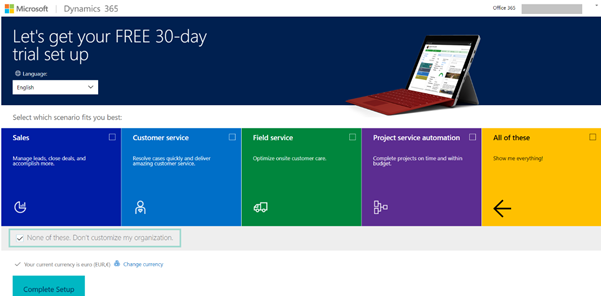 Microsoft | Dynamics 365
Office 365
Let's get your FREE 30-day
trial set up
Language:
English
Select which scenario fits you best:
Sales
Manage leads, close deals, and
accomplish more.
Customer service
Resolve cases quickly and deliver
amazing customer service.
Field service
Optimize onsite customer care.
Project service automation
Complete projects on time and within
budget.
All of these
Show me everything!
None of these. Don't customize my organization.
Your current currency is euro (EUR,€) Change currency
Complete Setup